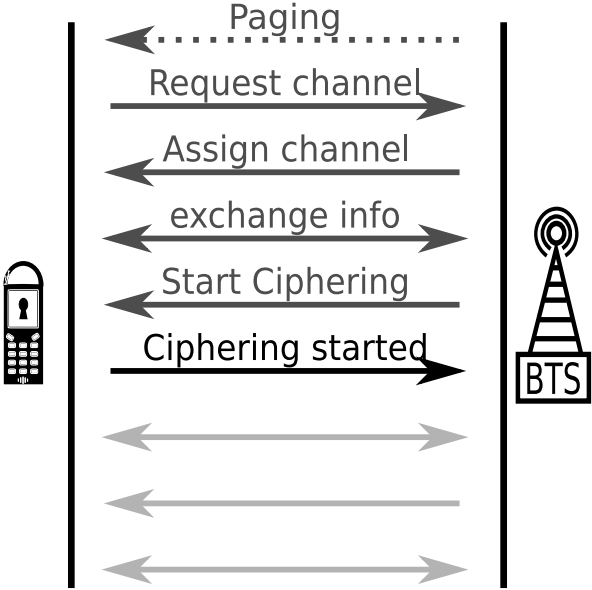 Paging
Request channel
Assign channel
exchange info
Start Ciphering
Ciphering started
BTS